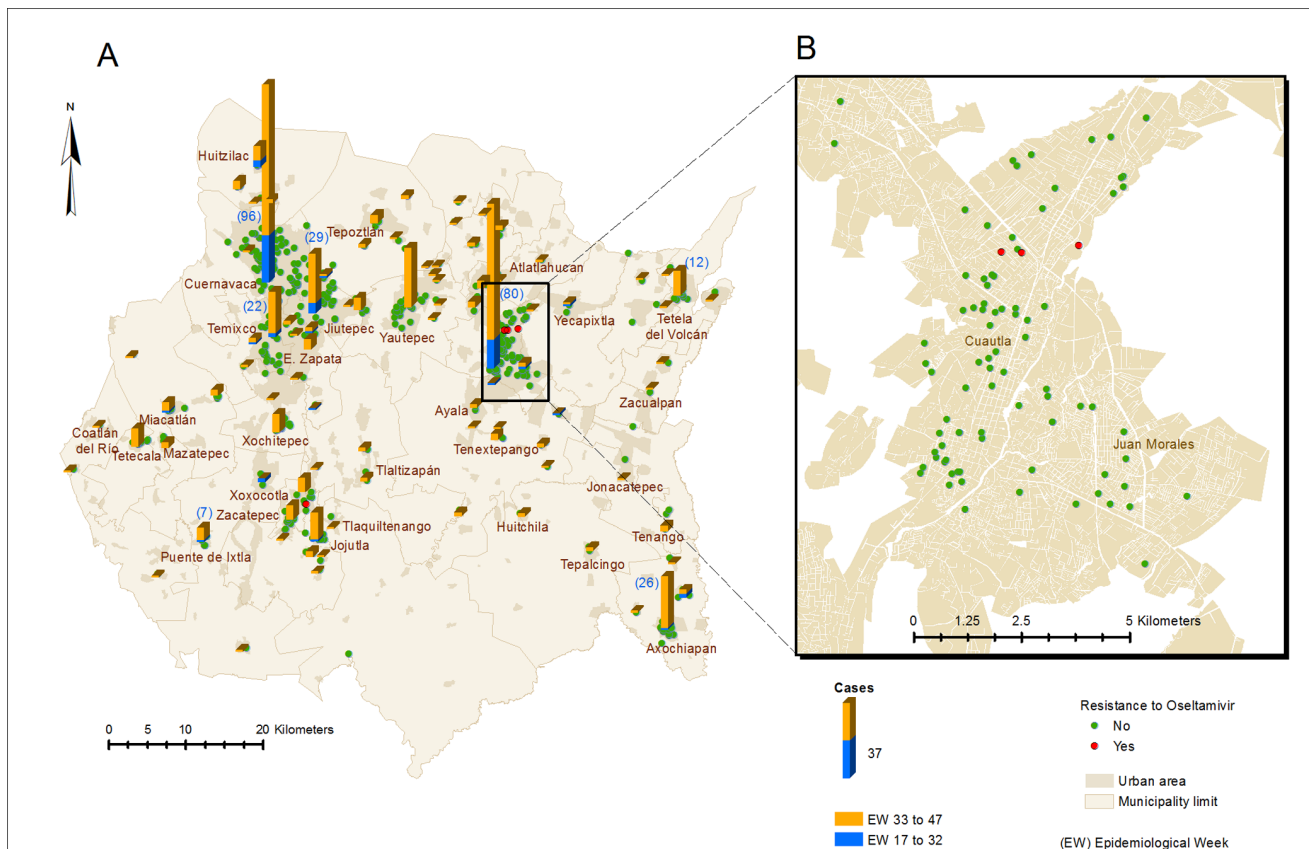 A
B
N
Huitzilac
(96)
(29)
Tepoztlán
Atlatlahucan
(12)
Cuernavaca
(80)
(22)
Temixco
Jiutepec
Yautepec
Yecapixtla
Tetela
del Volcán
E. Zapata
Cuautla
Zacualpan
Ayala
Miacatlán
Coatlán
del Río
Tetecala
Mazatepec
Xochitepec
Tenextepango
Juan Morales
Tlaltizapán
Jonacatepec
Xoxocotla
Zacatepec
(7)
Tlaquiltenango
Huitchila
Jojutla
Tenango
Puente de Ixtla
Tepalcingo
(26)
Axochiapan
0 1.25 2.5 5 Kilometers
0 5 10 20 Kilometers
Cases
37
EW 33 to 47
EW 17 to 32
Resistance to Oseltamivir
No
Yes
Urban area
Municipality limit
(EW) Epidemiological Week